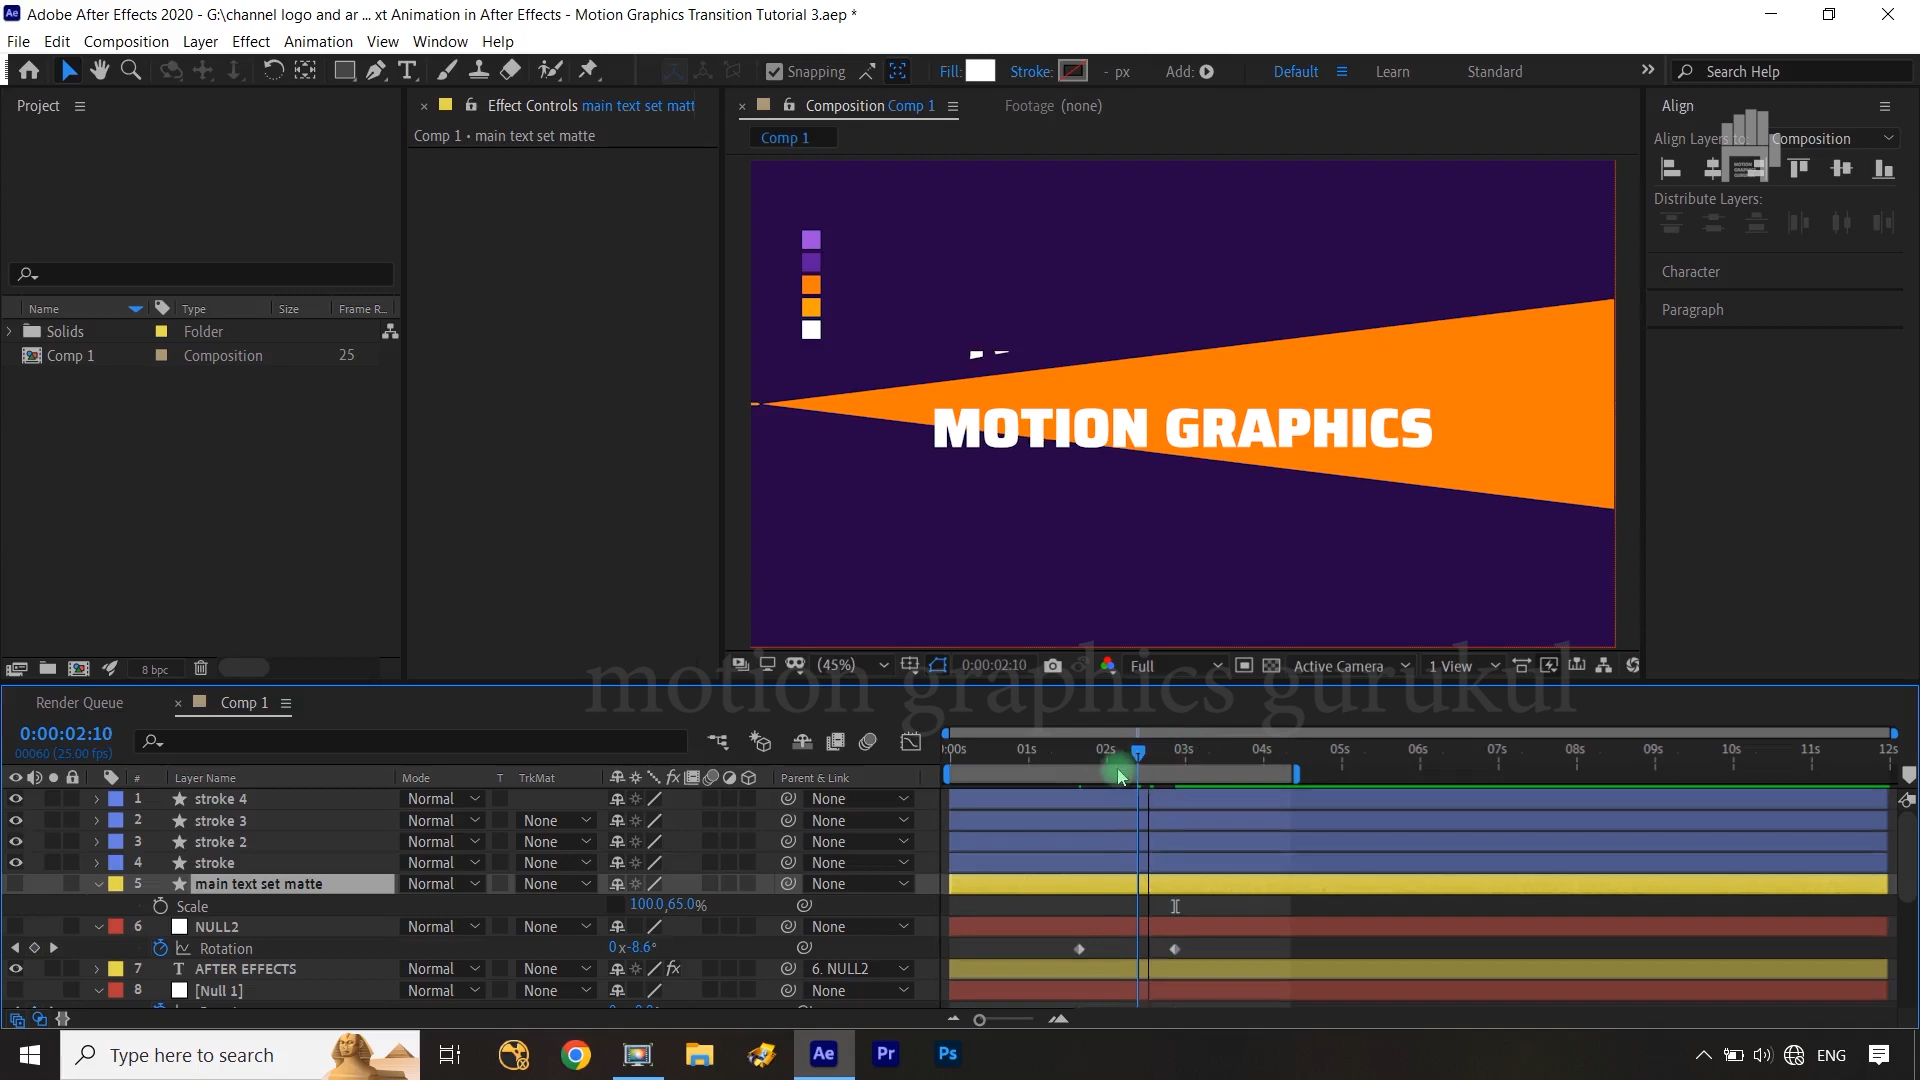 Adobe After Effects 2020 - G:\channel logo and ar ... xt Animation in After Effects - Motion Graphics Transition Tutorial 3.aep *
File Edit Composition Layer Effect Animation View Window Help
Snapping Fill: Stroke: - px Add: Default Learn Standard Search Help
Project
Effect Controls main text set matt
Composition Comp 1
Footage (none)
Align
Comp 1 • main text set matte
Comp 1
Align Layers to: Composition
Distribute Layers:
Character
Paragraph
Name Type Size Frame R...
Solids Folder
Comp 1 Composition 25
MOTION GRAPHICS
8 bpc
(45%) 0:00:02:10 Full Active Camera 1 View
motion graphics gurukul
Render Queue
Comp 1
0:00:02:10
00060 (25.00 fps)
:00s 01s 02s 03s 04s 05s 06s 07s 08s 09s 10s 11s 12s
# Layer Name Mode T TrkMat Parent & Link
1 stroke 4 Normal None
2 stroke 3 Normal None None
3 stroke 2 Normal None None
4 stroke Normal None None
5 main text set matte Normal None None
Scale 100.0,65.0%
6 NULL2 Normal None None
Rotation 0x-8.6°
7 T AFTER EFFECTS Normal None fx 6. NULL2
8 [Null 1] Normal None None
Type here to search
Ae
Pr
Ps
ENG